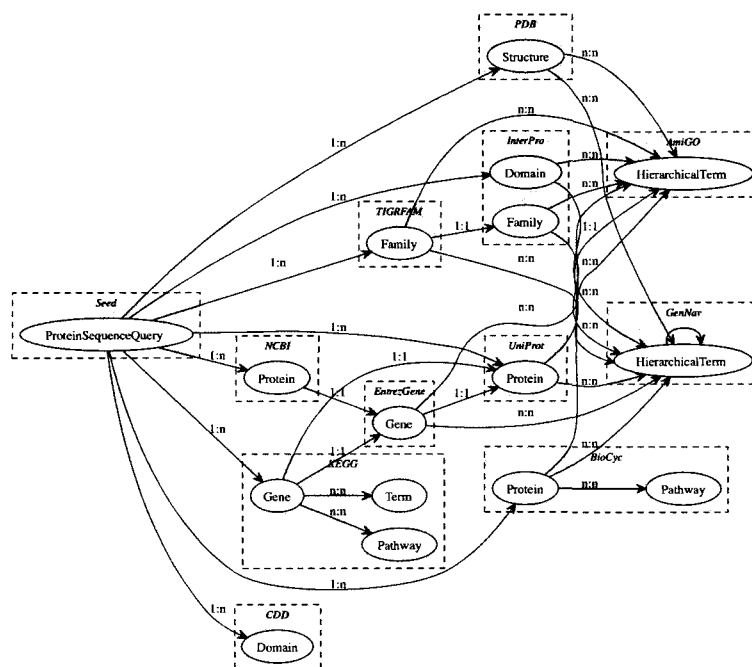 PDB
Structure
n:n
n:n
n:n
1:n
InterPro
AmiGO
Domain
n:n
HierarchicalTerm
n:n
1:n
TIGRFAM
Family
1:1
1:1
Family
n:n
n:n
1:n
Seed
n:n
GenNav
n:n
ProteinSequenceQuery
1:n
n:n
HierarchicalTerm
NCBI
UniProt
1:n
1:1
Protein
Protein
n:n
EntrezGene
1:1
1:1
Gene
n:n
1:n
1:1
n:n
KEGG
BioCyc
Gene
n:n
Term
Protein
n:n
Pathway
n:n
Pathway
1:n
1:n
CDD
Domain